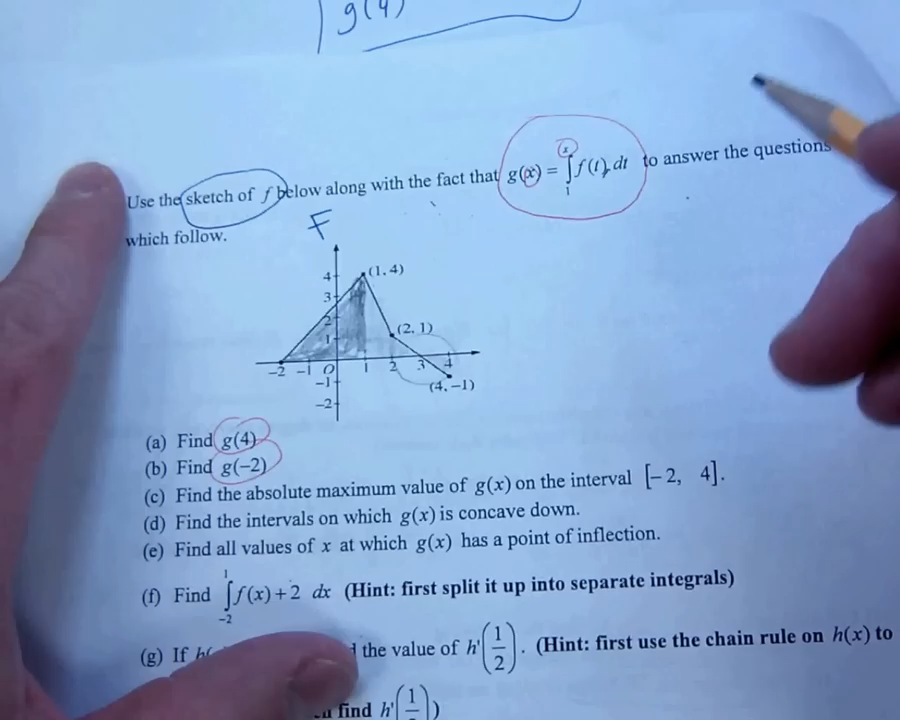 g(4)
Use the sketch of f below along with the fact that g(x) = ∫₁ˣ f(t) dt to answer the questions
which follow.
F
4 (1, 4)
3
2 (2, 1)
1
-2 -1 O 1 2 3 4
-1 (4, -1)
-2
(a) Find g(4)
(b) Find g(-2)
(c) Find the absolute maximum value of g(x) on the interval [-2, 4].
(d) Find the intervals on which g(x) is concave down.
(e) Find all values of x at which g(x) has a point of inflection.
(f) Find ∫₋₂¹ f(x) + 2 dx (Hint: first split it up into separate integrals)
(g) If the value of h'(1/2). (Hint: first use the chain rule on h(x) to
find h'(1/